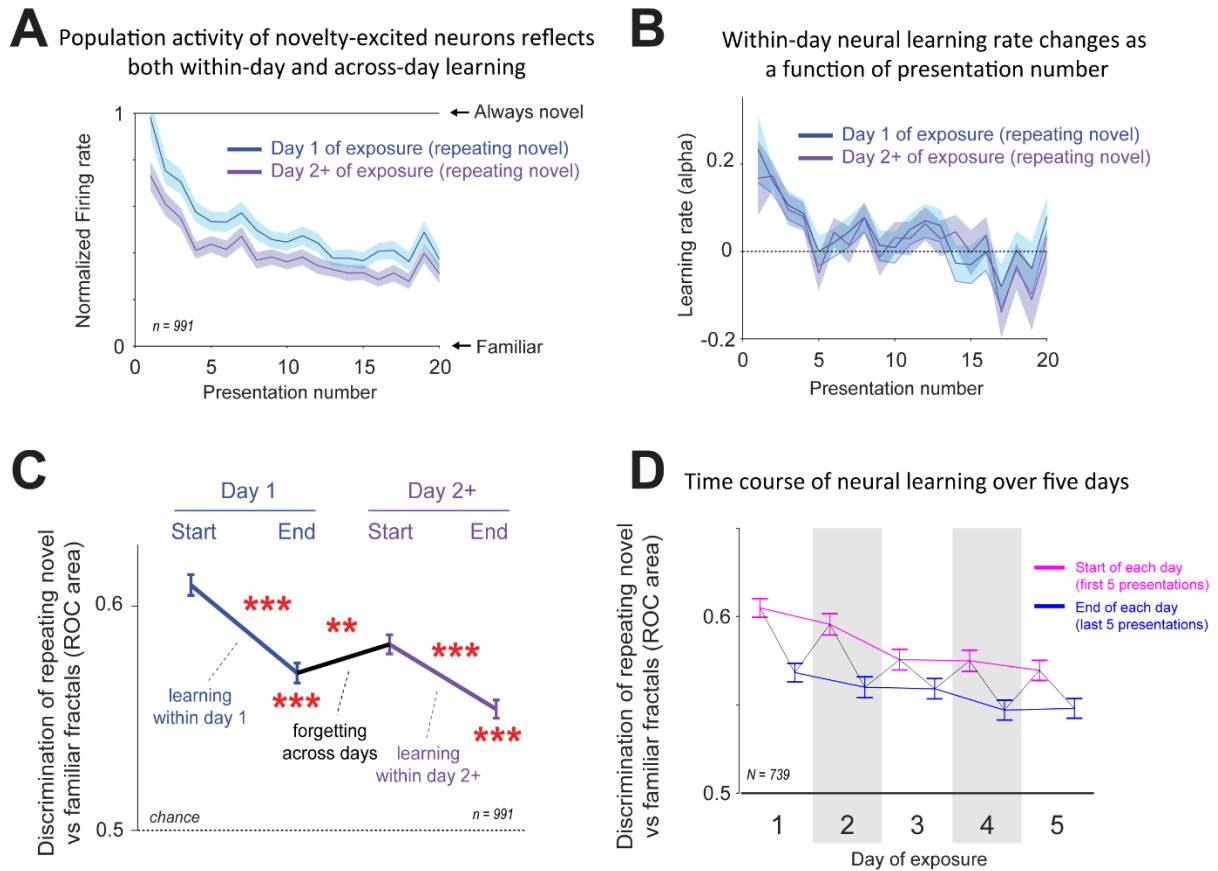 A
Population activity of novelty-excited neurons reflects
both within-day and across-day learning
1
Always novel
Day 1 of exposure (repeating novel)
Day 2+ of exposure (repeating novel)
Normalized Firing rate
n = 991
0
Familiar
0 5 10 15 20
Presentation number
B
Within-day neural learning rate changes as
a function of presentation number
Day 1 of exposure (repeating novel)
Day 2+ of exposure (repeating novel)
0.2
0
-0.2
Learning rate (alpha)
0 5 10 15 20
Presentation number
C
Day 1 Day 2+
Start End Start End
Discrimination of repeating novel
vs familiar fractals (ROC area)
0.6
0.5
*** ** ***
*** ***
learning
within day 1
forgetting
across days
learning
within day 2+
chance
n = 991
D
Time course of neural learning over five days
Discrimination of repeating novel
vs familiar fractals (ROC area)
0.6
0.5
Start of each day
(first 5 presentations)
End of each day
(last 5 presentations)
N = 739
1 2 3 4 5
Day of exposure